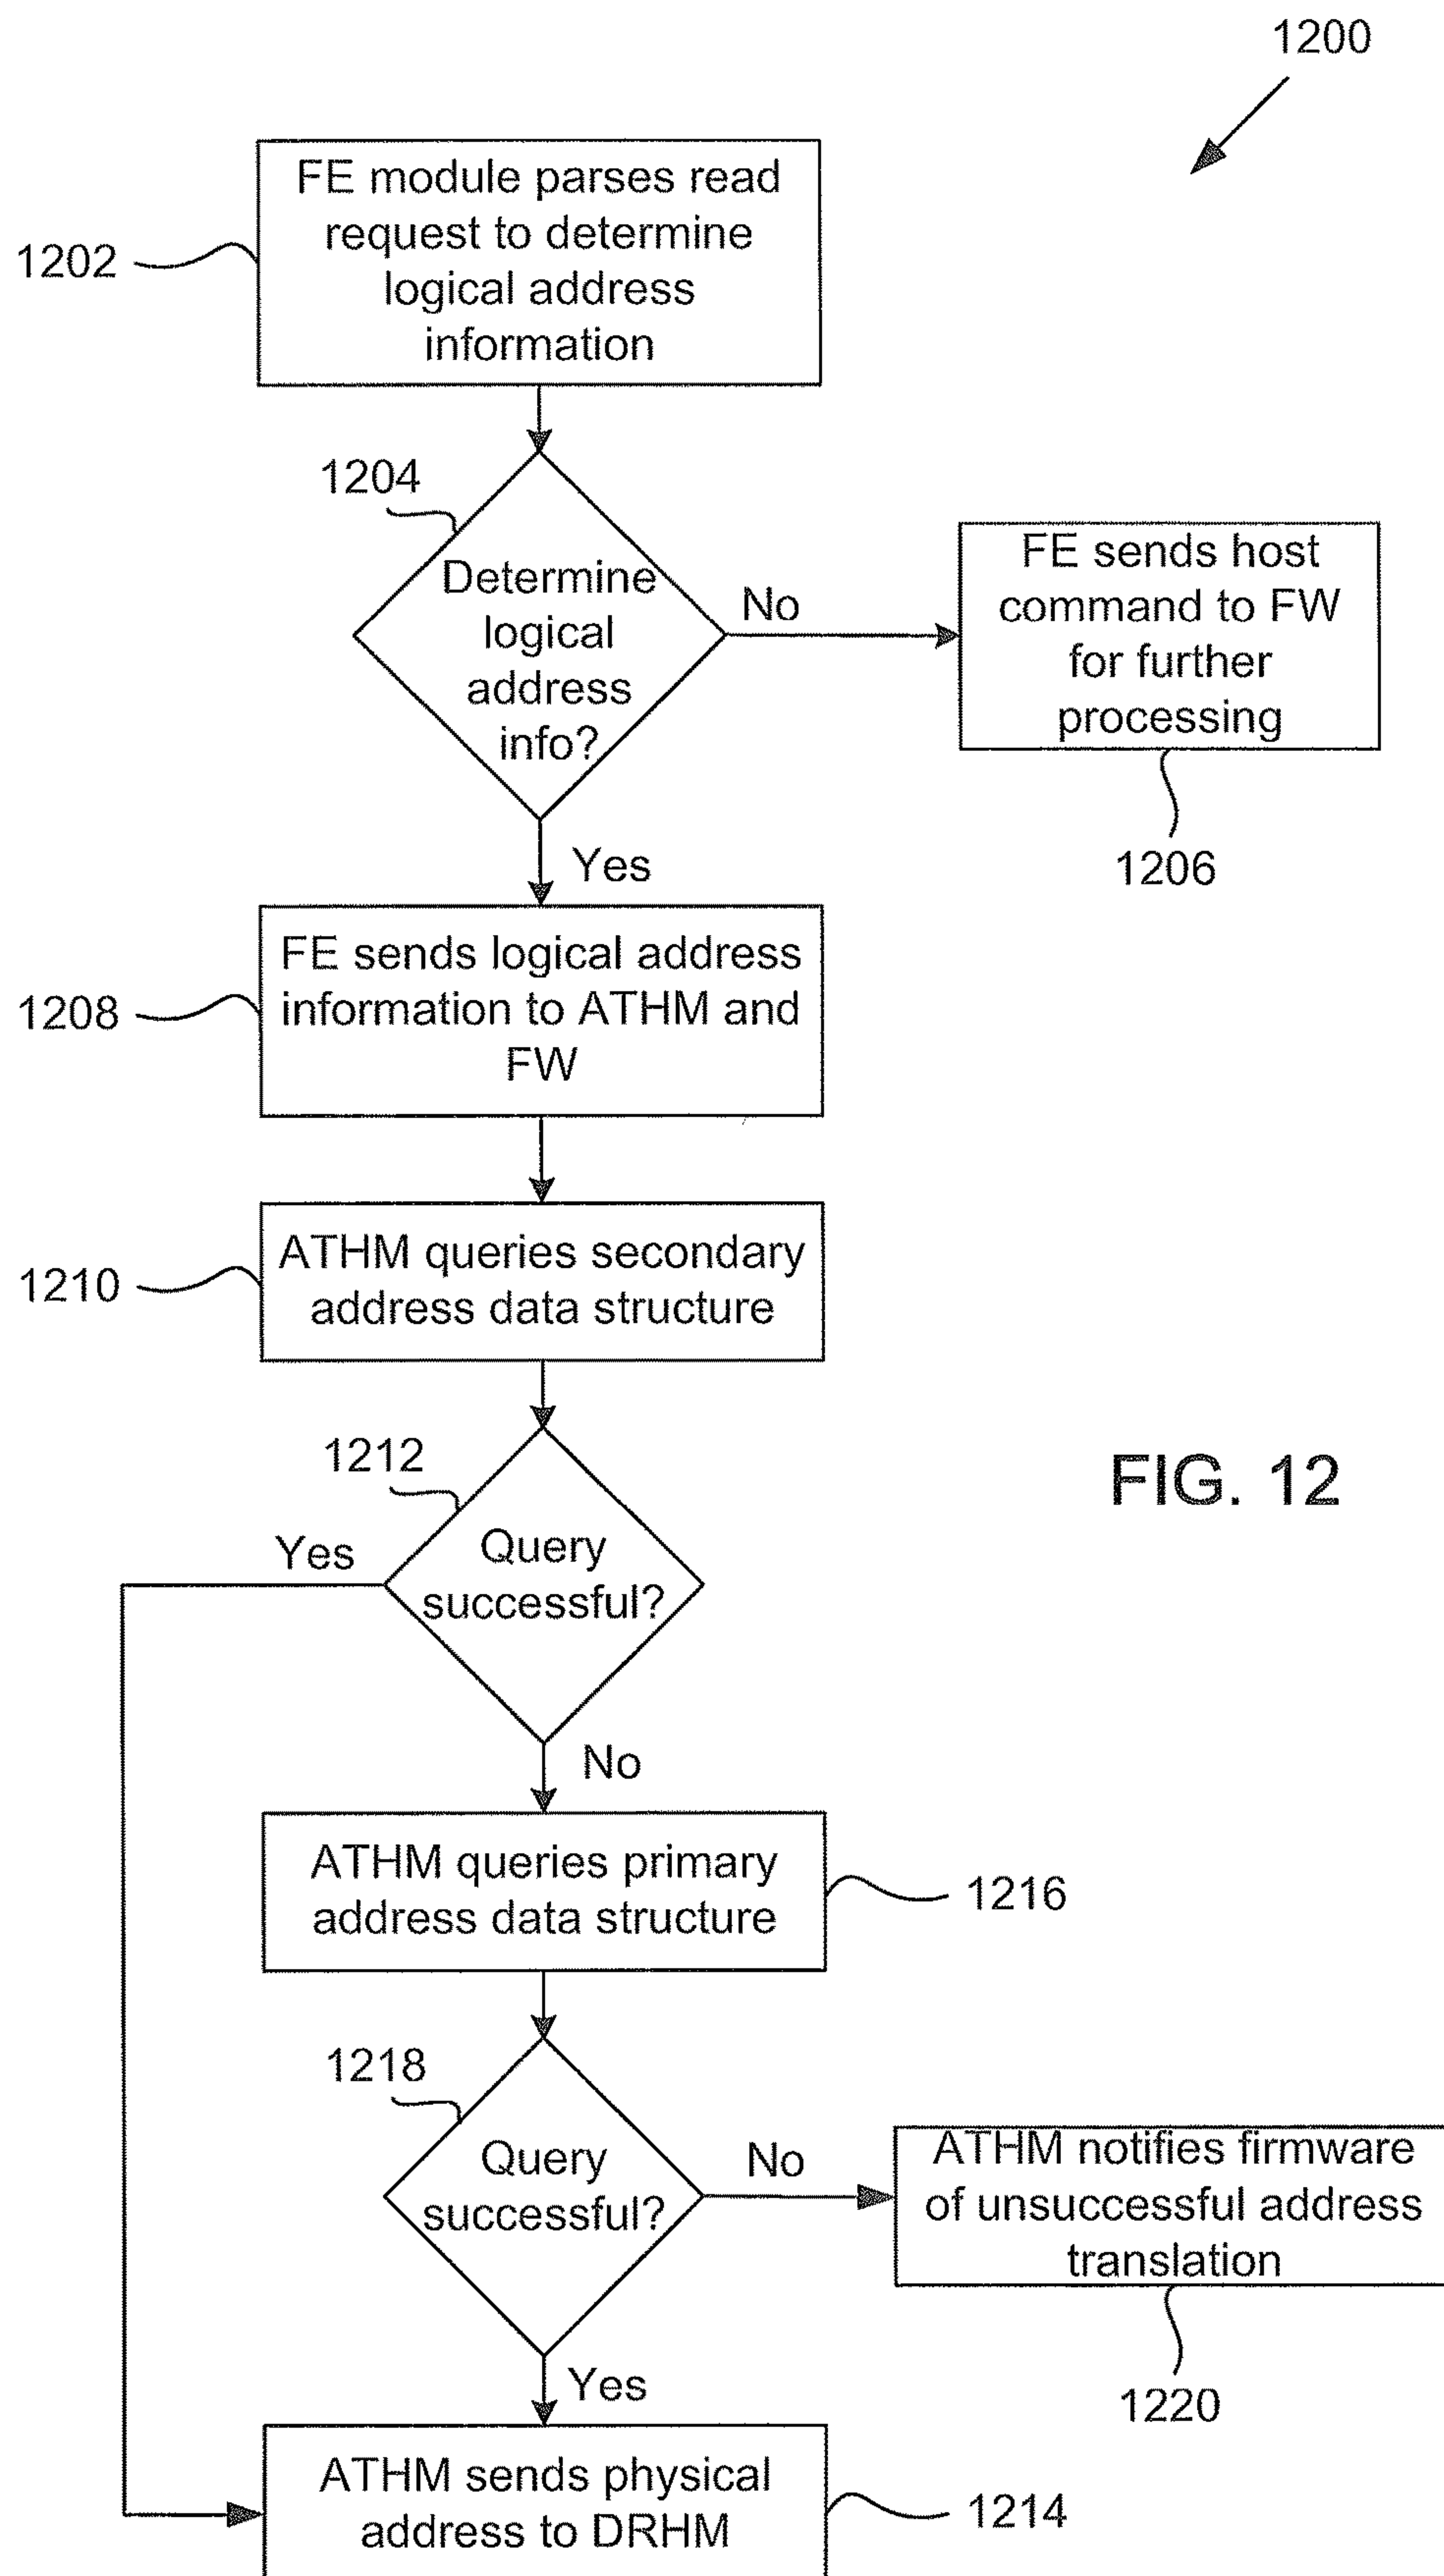 1200
FE module parses read
request to determine
logical address
information
1202
1204
Determine
logical
address
info?
No
FE sends host
command to FW
for further
processing
1206
Yes
FE sends logical address
information to ATHM and
FW
1208
ATHM queries secondary
address data structure
1210
1212
Query
successful?
Yes
FIG. 12
No
ATHM queries primary
address data structure
1216
1218
Query
successful?
No
ATHM notifies firmware
of unsuccessful address
translation
1220
Yes
ATHM sends physical
address to DRHM
1214